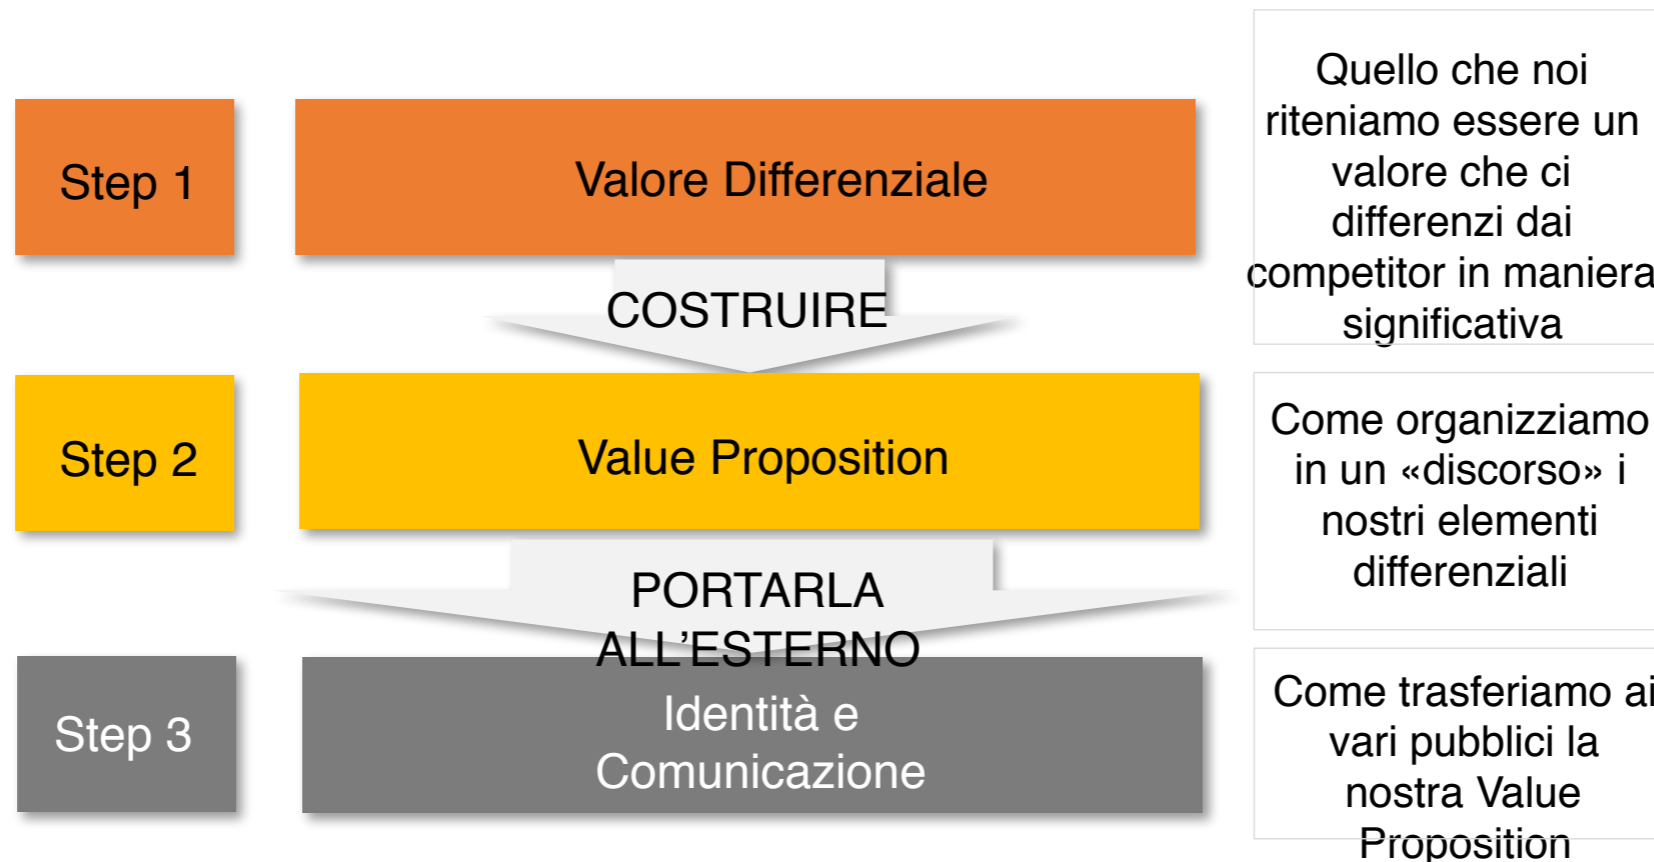 Step 1
Valore Differenziale
Quello che noi
riteniamo essere un
valore che ci
differenzi dai
competitor in maniera
significativa
COSTRUIRE
Step 2
Value Proposition
Come organizziamo
in un «discorso» i
nostri elementi
differenziali
PORTARLA
ALL’ESTERNO
Step 3
Identità e
Comunicazione
Come trasferiamo ai
vari pubblici la
nostra Value
Proposition